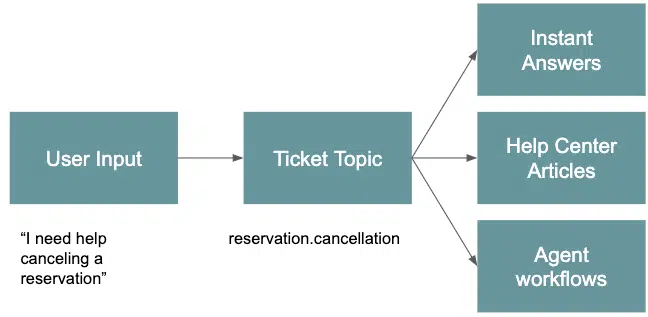 User Input
“I need help
canceling a
reservation”
Ticket Topic
reservation.cancellation
Instant
Answers
Help Center
Articles
Agent
workflows